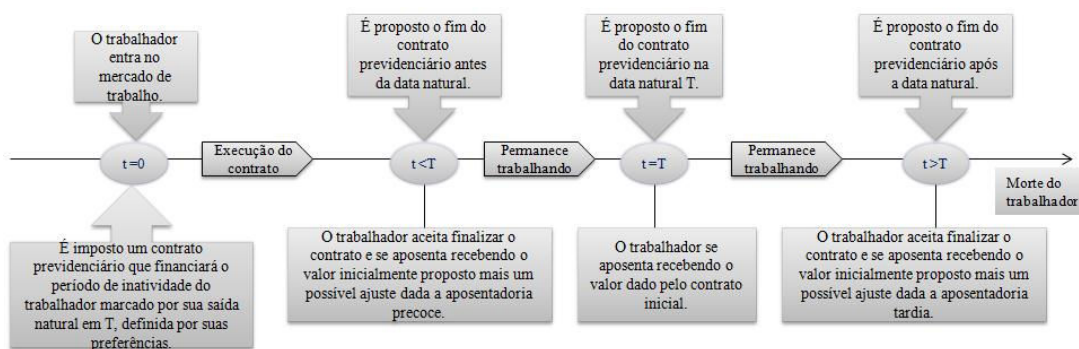 O trabalhador
entra no
mercado de
trabalho.
É proposto o fim do
contrato
previdenciário antes
da data natural.
É proposto o fim
do contrato
previdenciário na
data natural T.
É proposto o fim do
contrato
previdenciário após
a data natural.
t =0
Execução do
contrato
t <T
Permanece
trabalhando
t=T
Permanece
trabalhando
t >T
Morte do
trabalhador
É imposto um contrato
previdenciário que financiará o
período de inatividade do
trabalhador marcado por sua saída
natural em T, definida por suas
preferências.
O trabalhador aceita finalizar o
contrato e se aposenta recebendo o
valor inicialmente proposto mais um
possível ajuste dada a aposentadoria
precoce.
O trabalhador se
aposenta recebendo o
valor dado pelo contrato
inicial.
O trabalhador aceita finalizar o
contrato e se aposenta recebendo o
valor inicialmente proposto mais um
possível ajuste dada a aposentadoria
tardia.